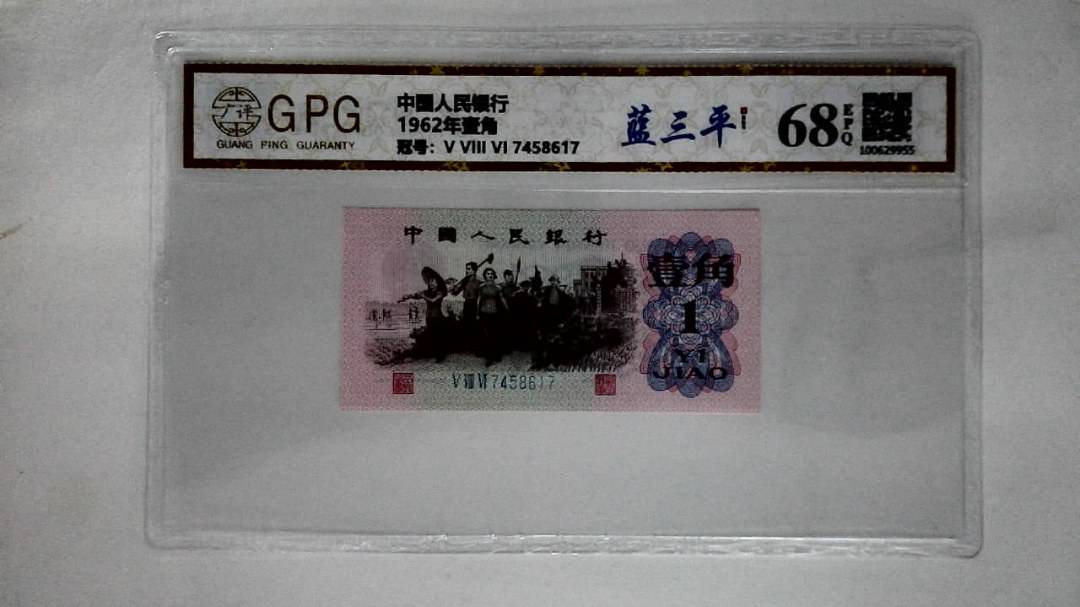 广评
GPG
GUANG PING GUARANTY
中國人民銀行
1962年壹角
冠号: V VIII VI 7458617
蓝三平
68
EPQ
100629955
中國人民銀行
壹角
1
YI
JIAO
V VIII VI 7458617